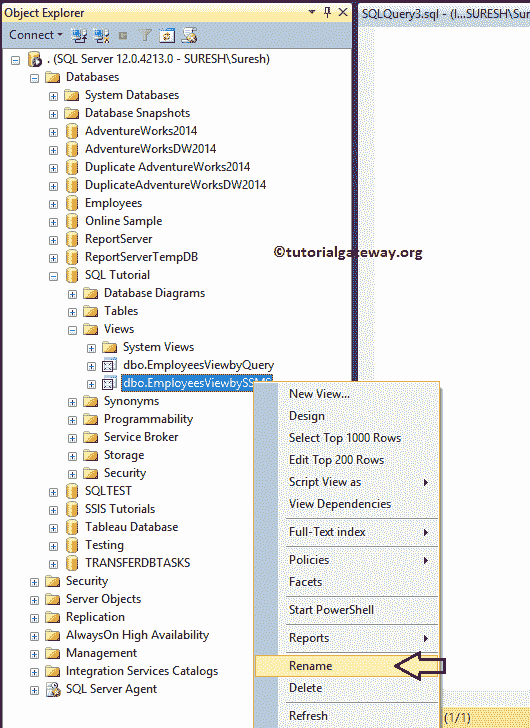 Object Explorer
SQLQuery3.sql - (l...SURESH\Sur
Connect
. (SQL Server 12.0.4213.0 - SURESH\Suresh)
Databases
System Databases
Database Snapshots
AdventureWorks2014
AdventureWorksDW2014
Duplicate AdventureWorks2014
DuplicateAdventureWorksDW2014
Employees
Online Sample
ReportServer
ReportServerTempDB
©tutorialgateway.org
SQL Tutorial
Database Diagrams
Tables
Views
System Views
dbo.EmployeesViewbyQuery
dbo.EmployeesViewbySSMS
Synonyms
Programmability
Service Broker
Storage
Security
SQLTEST
SSIS Tutorials
Tableau Database
Testing
TRANSFERDBTASKS
Security
Server Objects
Replication
AlwaysOn High Availability
Management
Integration Services Catalogs
SQL Server Agent
New View...
Design
Select Top 1000 Rows
Edit Top 200 Rows
Script View as
View Dependencies
Full-Text index
Policies
Facets
Start PowerShell
Reports
Rename
Delete
Refresh
(1/1)